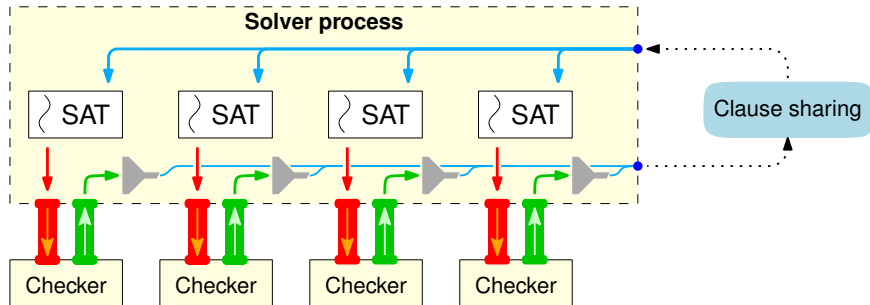 Solver process
SAT
SAT
SAT
SAT
Clause sharing
Checker
Checker
Checker
Checker